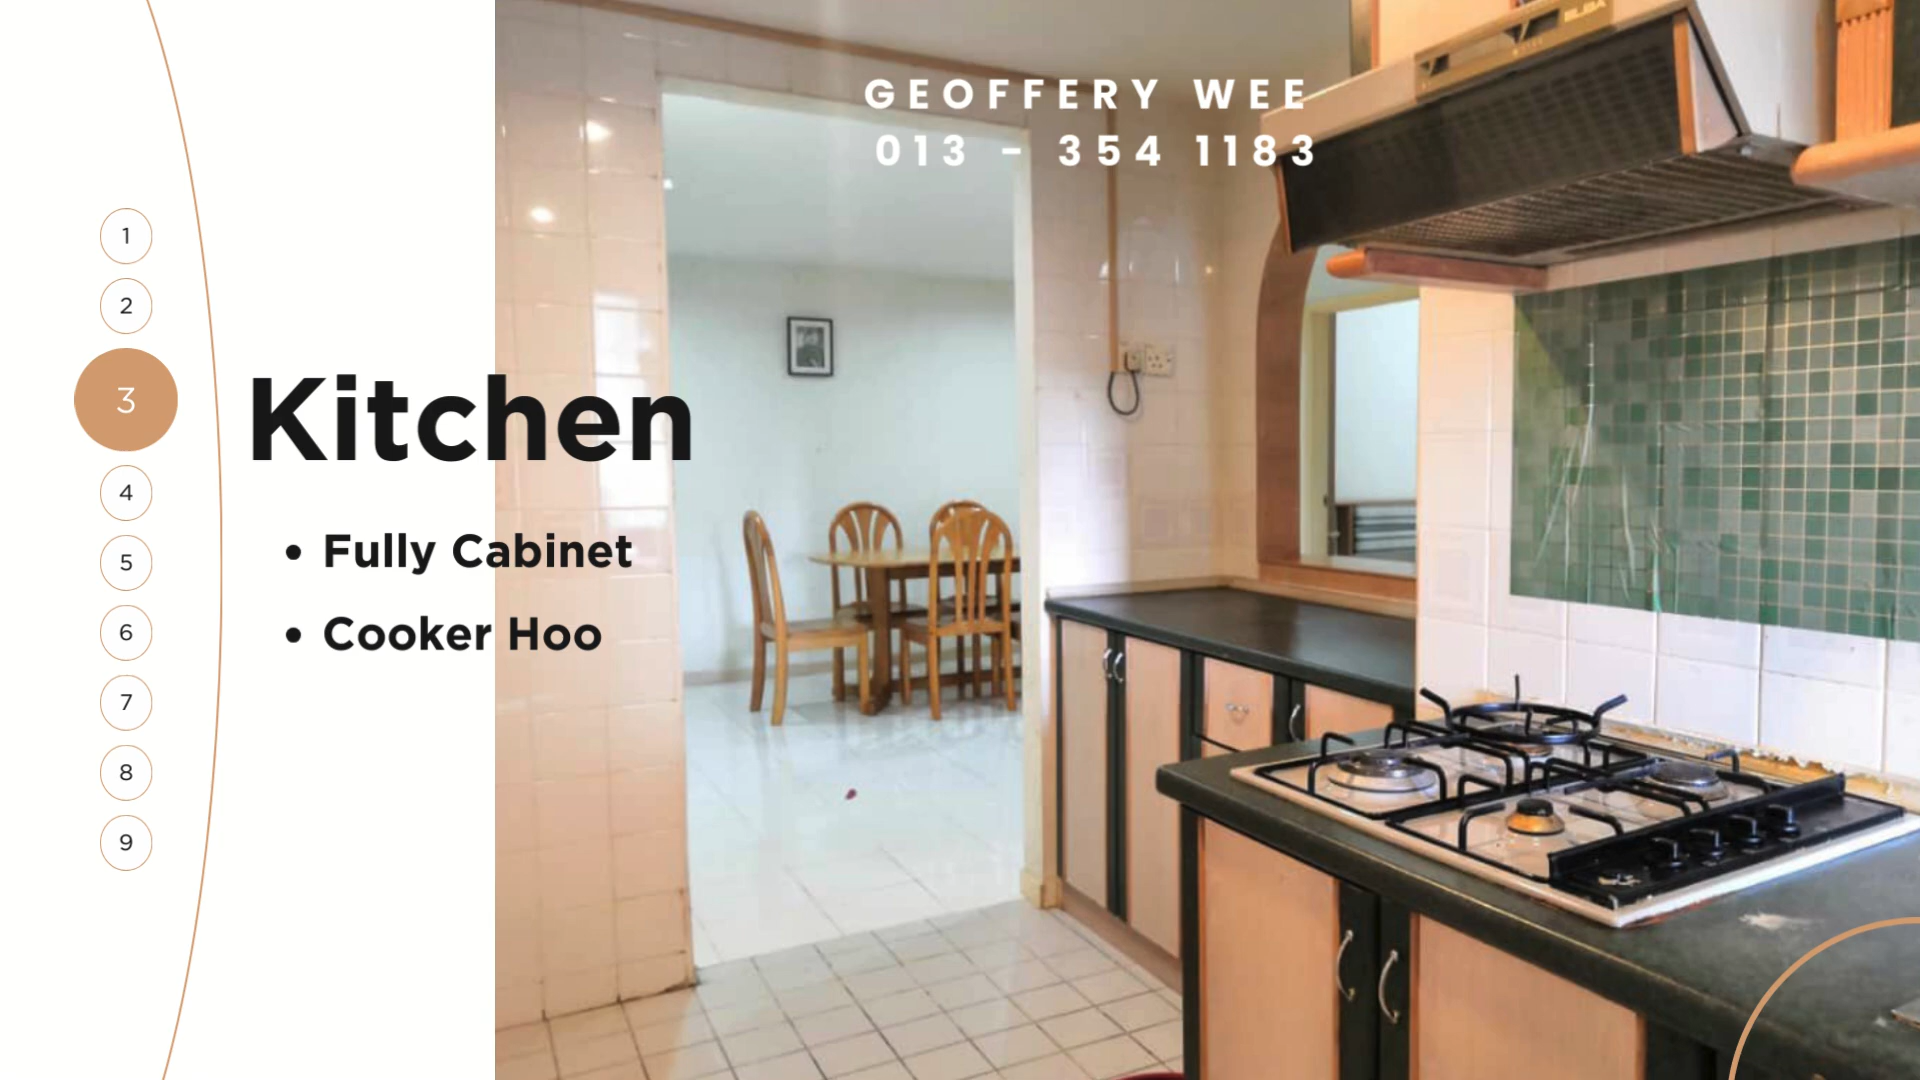 GEOFFERY WEE
013 - 354 1183
ELBA
1
2
3
4
5
6
7
8
9
Kitchen
• Fully Cabinet
• Cooker Hoo